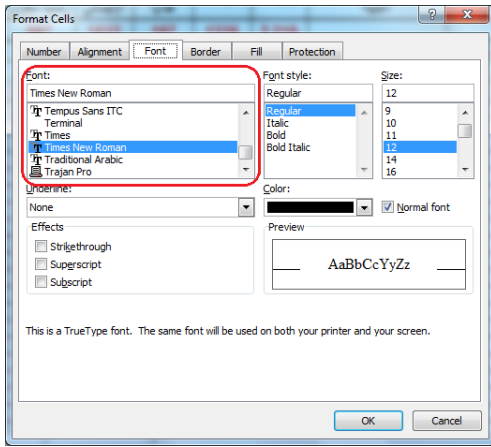 Format Cells
Number Alignment Font Border Fill Protection
Font: Font style: Size:
Times New Roman Regular 12
Tempus Sans ITC Regular 9
Terminal Italic 10
Times Bold 11
Times New Roman Bold Italic 12
Traditional Arabic 14
Trajan Pro 16
Underline: Color:
None Normal font
Effects Preview
Strikethrough
Superscript AaBbCcYyZz
Subscript
This is a TrueType font. The same font will be used on both your printer and your screen.
OK Cancel